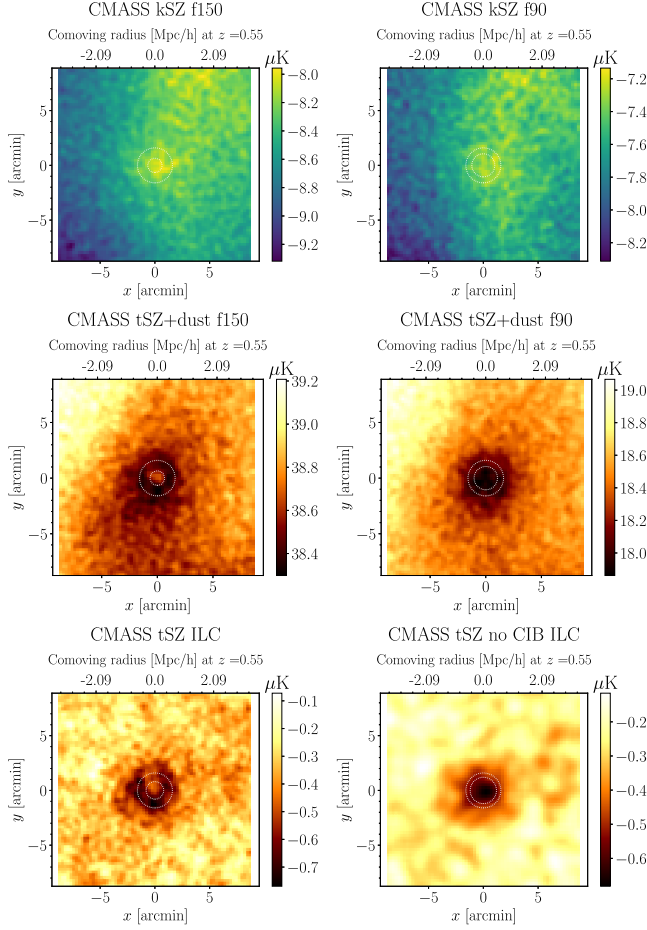 CMASS kSZ f150
Comoving radius [Mpc/h] at z =0.55
-2.09 0.0 2.09
μK
−8.0
−8.2
−8.4
−8.6
−8.8
−9.0
−9.2
y [arcmin]
5
0
−5
−5 0 5
x [arcmin]
CMASS kSZ f90
Comoving radius [Mpc/h] at z =0.55
-2.09 0.0 2.09
μK
−7.2
−7.4
−7.6
−7.8
−8.0
−8.2
y [arcmin]
5
0
−5
−5 0 5
x [arcmin]
CMASS tSZ+dust f150
Comoving radius [Mpc/h] at z =0.55
-2.09 0.0 2.09
μK
39.2
39.0
38.8
38.6
38.4
y [arcmin]
5
0
−5
−5 0 5
x [arcmin]
CMASS tSZ+dust f90
Comoving radius [Mpc/h] at z =0.55
-2.09 0.0 2.09
μK
19.0
18.8
18.6
18.4
18.2
18.0
y [arcmin]
5
0
−5
−5 0 5
x [arcmin]
CMASS tSZ ILC
Comoving radius [Mpc/h] at z =0.55
-2.09 0.0 2.09
μK
−0.1
−0.2
−0.3
−0.4
−0.5
−0.6
−0.7
y [arcmin]
5
0
−5
−5 0 5
x [arcmin]
CMASS tSZ no CIB ILC
Comoving radius [Mpc/h] at z =0.55
-2.09 0.0 2.09
μK
−0.2
−0.3
−0.4
−0.5
−0.6
y [arcmin]
5
0
−5
−5 0 5
x [arcmin]